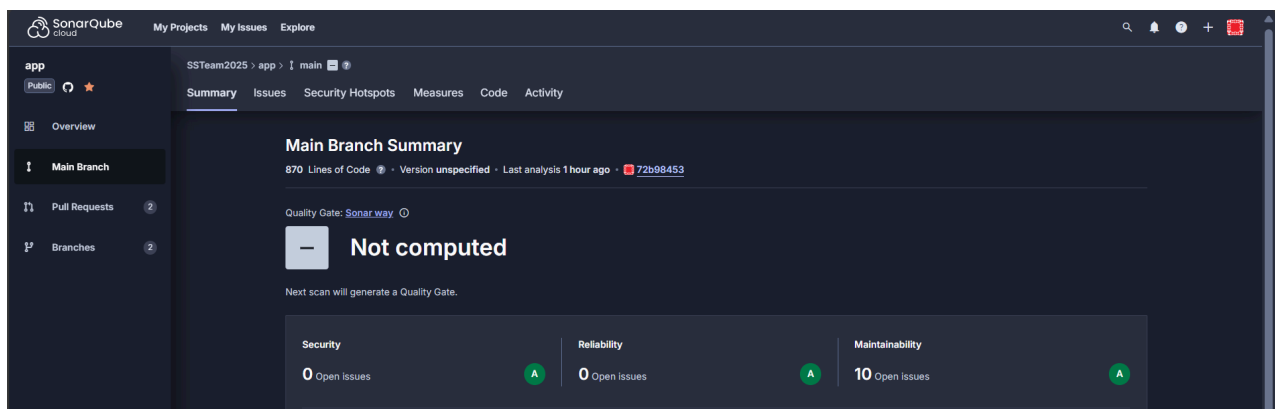 SonarQube cloud My Projects My Issues Explore
app
Public
Overview
Main Branch
Pull Requests 2
Branches 2
SSTeam2025 > app > main
Summary Issues Security Hotspots Measures Code Activity
Main Branch Summary
870 Lines of Code • Version unspecified • Last analysis 1 hour ago • 72b98453
Quality Gate: Sonar way
Not computed
Next scan will generate a Quality Gate.
Security Reliability Maintainability
0 Open issues A 0 Open issues A 10 Open issues A